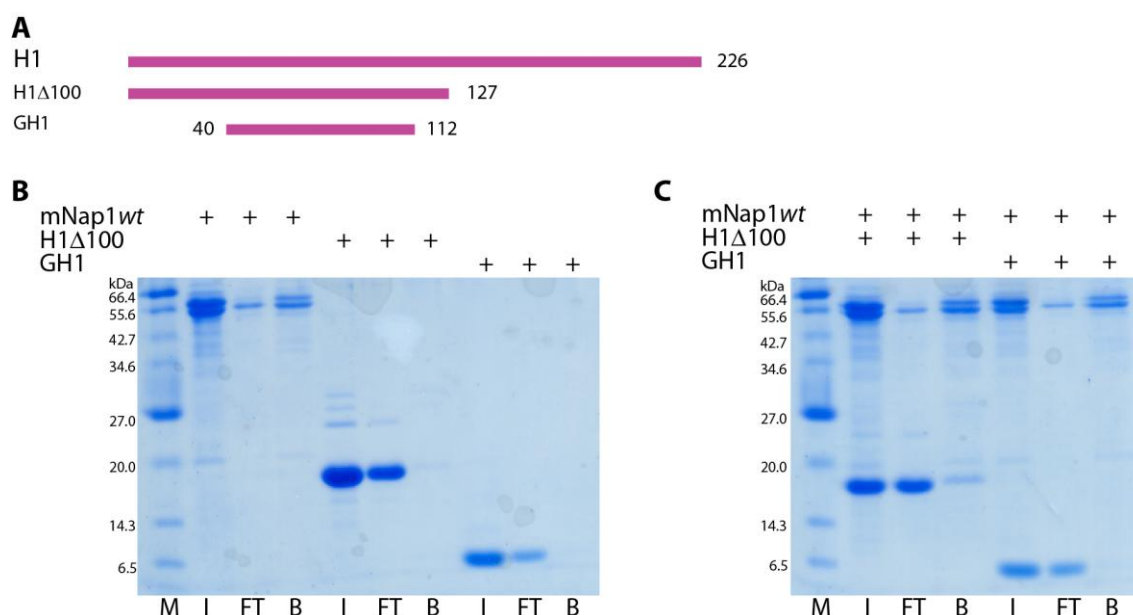 A
H1 226
H1Δ100 127
GH1 40 112
B
mNap1wt + + +
H1Δ100 + + +
GH1 + + +
kDa
66.4
55.6
42.7
34.6
27.0
20.0
14.3
6.5
M I FT B I FT B I FT B
C
mNap1wt + + + + + +
H1Δ100 + + +
GH1 + + +
kDa
66.4
55.6
42.7
34.6
27.0
20.0
14.3
6.5
M I FT B I FT B